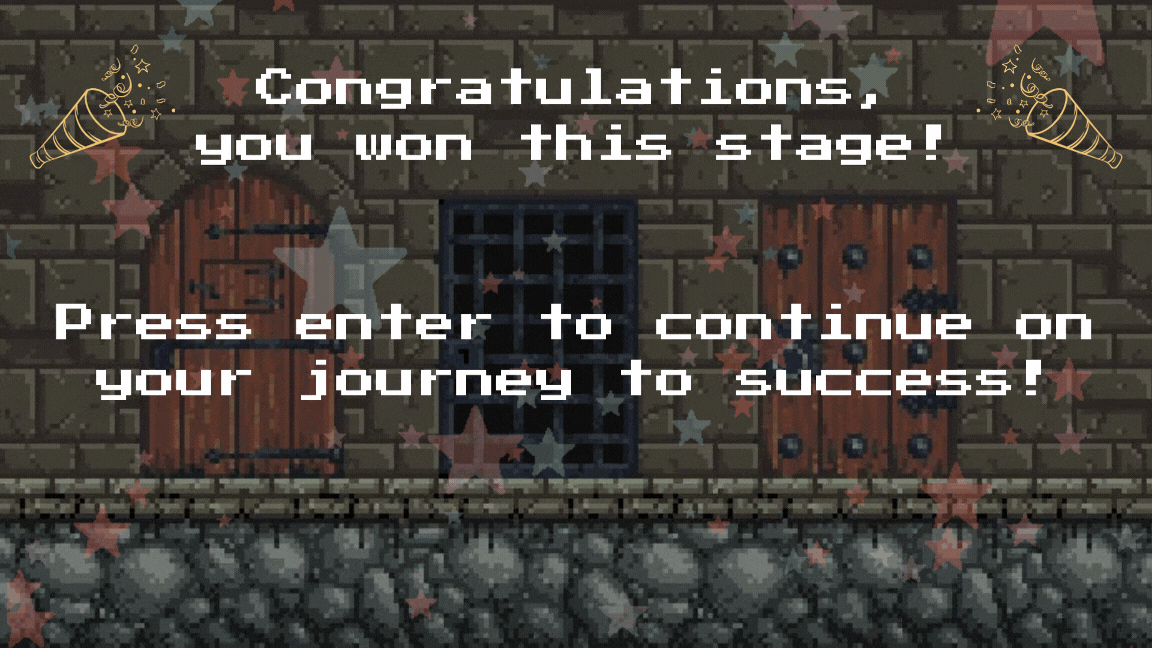 Congratulations,
you won this stage!
Press enter to continue on
your journey to success!